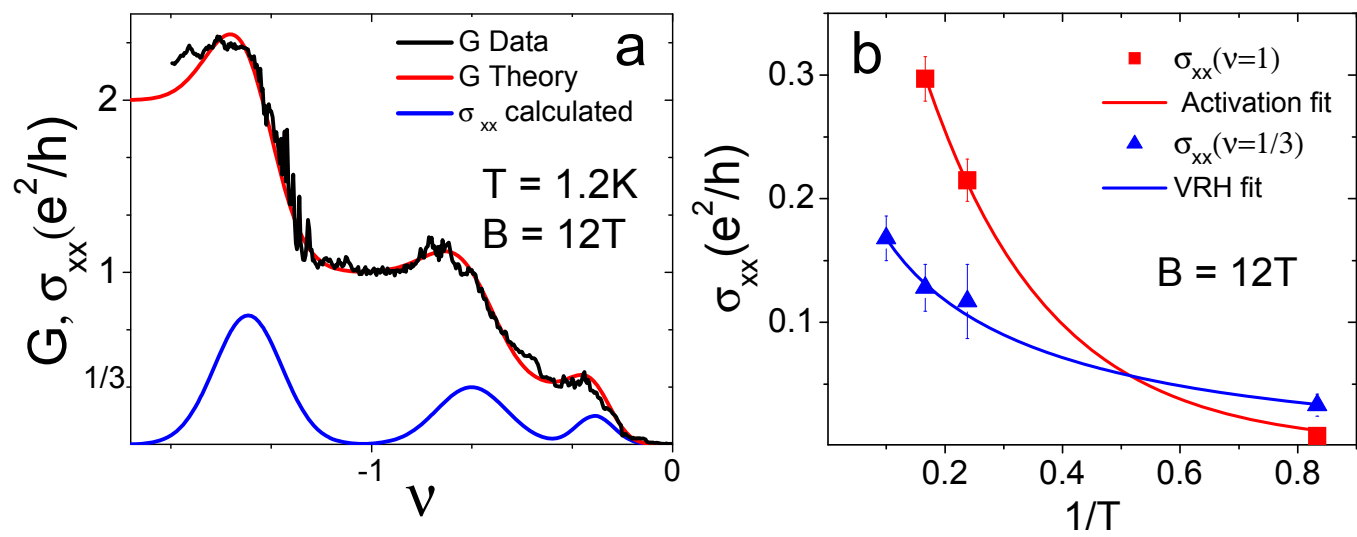 G Data
G Theory
σxx calculated
a
T = 1.2K
B = 12T
2
1
1/3
G, σxx(e²/h)
-1
0
ν
b
σxx(ν=1)
Activation fit
σxx(ν=1/3)
VRH fit
B = 12T
0.3
0.2
0.1
0.0
σxx(e²/h)
0.2
0.4
0.6
0.8
1/T